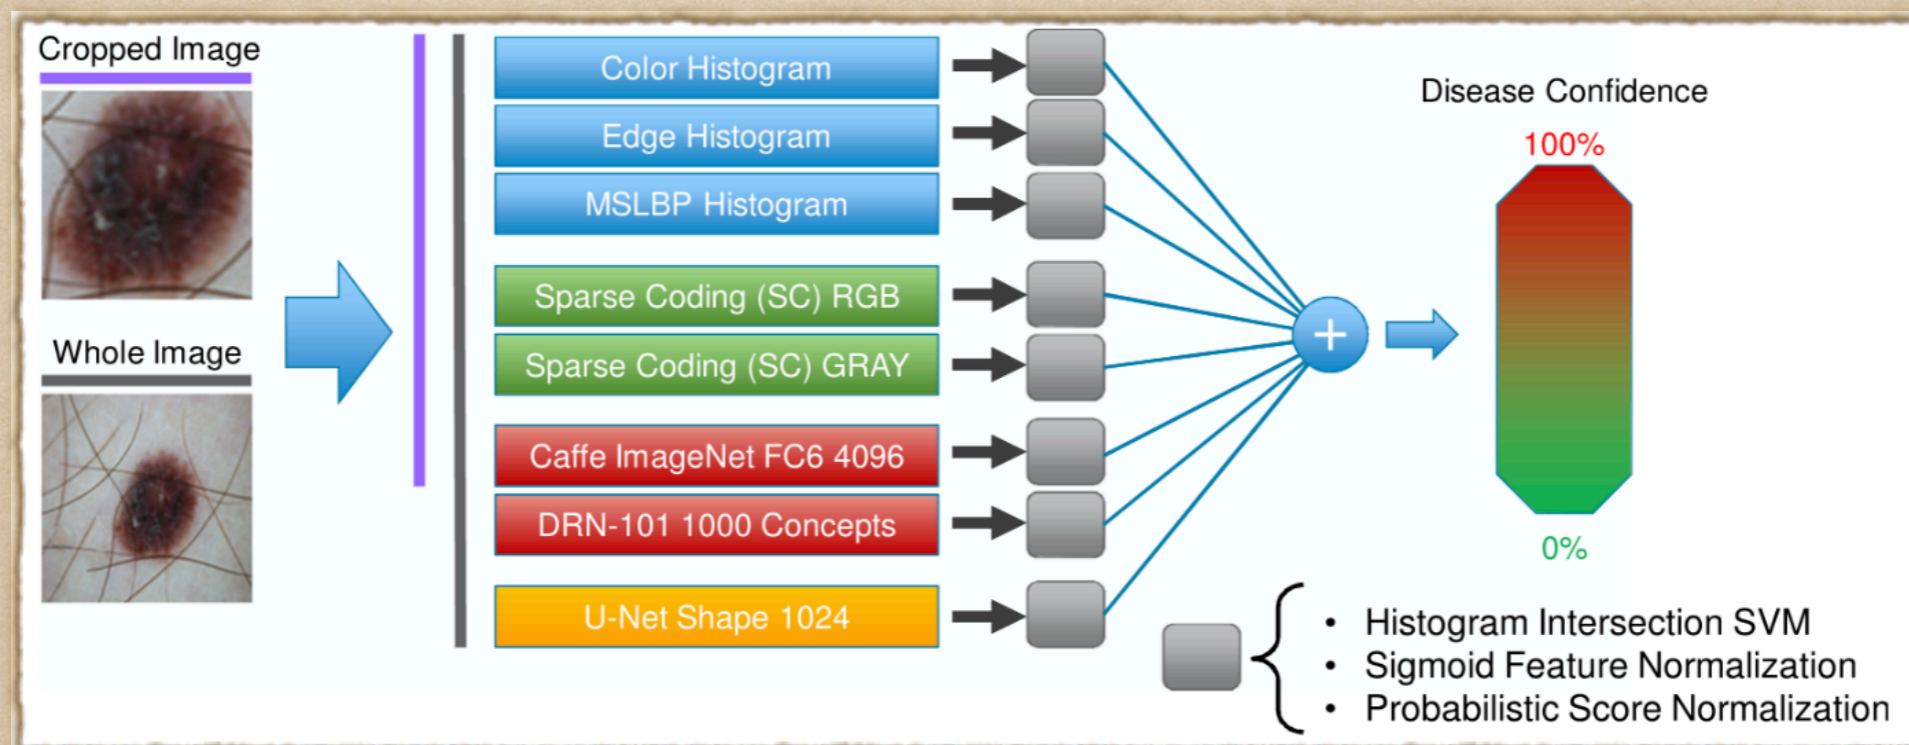 Cropped Image
Whole Image
Color Histogram
Edge Histogram
MSLBP Histogram
Sparse Coding (SC) RGB
Sparse Coding (SC) GRAY
Caffe ImageNet FC6 4096
DRN-101 1000 Concepts
U-Net Shape 1024
+
Disease Confidence
100%
0%
• Histogram Intersection SVM
• Sigmoid Feature Normalization
• Probabilistic Score Normalization